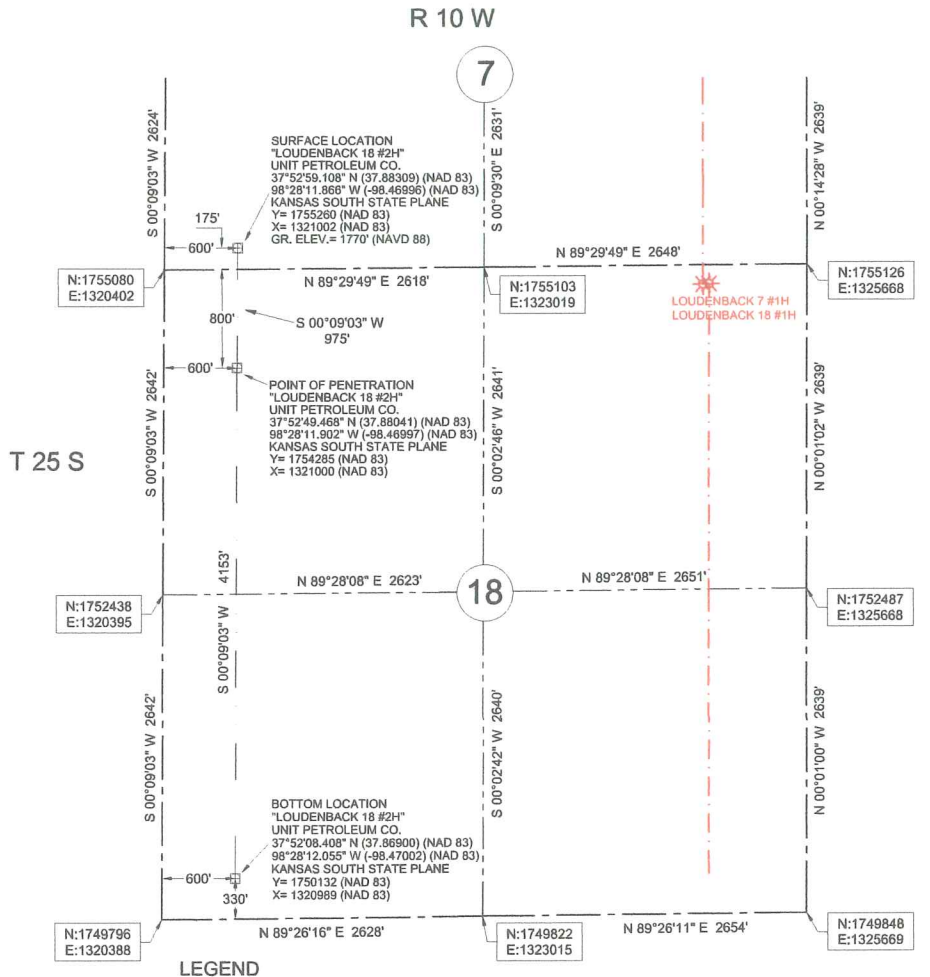 R 10 W
7
S 00°09'03" W 2624'
S 00°09'30" E 2631'
N 00°14'28" W 2639'
SURFACE LOCATION
"LOUDENBACK 18 #2H"
UNIT PETROLEUM CO.
37°52'59.108" N (37.88309) (NAD 83)
98°28'11.866" W (-98.46996) (NAD 83)
KANSAS SOUTH STATE PLANE
Y= 1755260 (NAD 83)
X= 1321002 (NAD 83)
GR. ELEV.= 1770' (NAVD 88)
175'
600'
N:1755080
E:1320402
N 89°29'49" E 2618'
N 89°29'49" E 2648'
N:1755103
E:1323019
N:1755126
E:1325668
LOUDENBACK 7 #1H
LOUDENBACK 18 #1H
800'
S 00°09'03" W
975'
600'
POINT OF PENETRATION
"LOUDENBACK 18 #2H"
UNIT PETROLEUM CO.
37°52'49.468" N (37.88041) (NAD 83)
98°28'11.902" W (-98.46997) (NAD 83)
KANSAS SOUTH STATE PLANE
Y= 1754285 (NAD 83)
X= 1321000 (NAD 83)
S 00°09'03" W 2642'
S 00°02'46" W 2641'
N 00°01'02" W 2639'
T 25 S
N 89°28'08" E 2623'
N 89°28'08" E 2651'
18
N:1752438
E:1320395
N:1752487
E:1325668
S 00°09'03" W 4153'
S 00°09'03" W 2642'
S 00°02'42" W 2640'
N 00°01'00" W 2639'
BOTTOM LOCATION
"LOUDENBACK 18 #2H"
UNIT PETROLEUM CO.
37°52'08.408" N (37.86900) (NAD 83)
98°28'12.055" W (-98.47002) (NAD 83)
KANSAS SOUTH STATE PLANE
Y= 1750132 (NAD 83)
X= 1320989 (NAD 83)
600'
330'
N:1749796
E:1320388
N 89°26'16" E 2628'
N:1749822
E:1323015
N 89°26'11" E 2654'
N:1749848
E:1325669
LEGEND